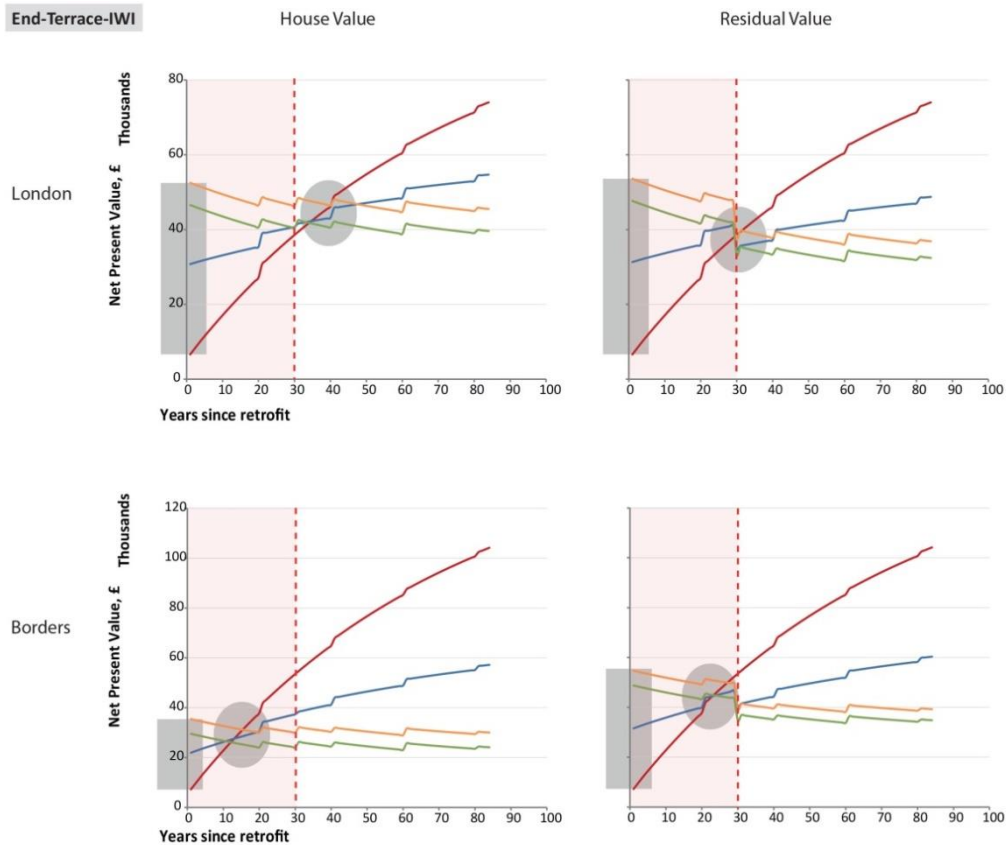 End-Terrace-IWI
House Value
Residual Value
London
Net Present Value, £
Thousands
80
60
40
20
0
0 10 20 30 40 50 60 70 80 90 100
Years since retrofit
0 10 20 30 40 50 60 70 80 90 100
Borders
Net Present Value, £
Thousands
120
100
80
60
40
20
0
0 10 20 30 40 50 60 70 80 90 100
Years since retrofit
0 10 20 30 40 50 60 70 80 90 100